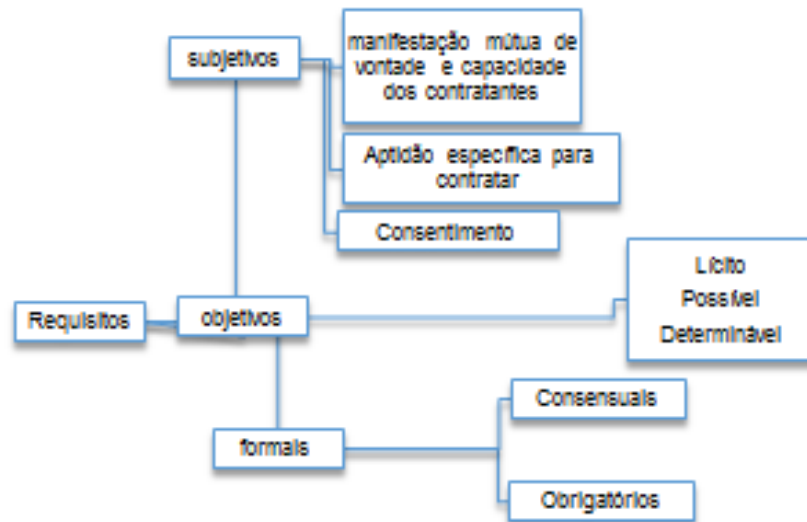 subjetivos
manifestação mútua de
vontade e capacidade
dos contratantes
Aptidão específica para
contratar
Consentimento
Requisitos
objetivos
Lícito
Possível
Determinável
formais
Consensuais
Obrigatórios